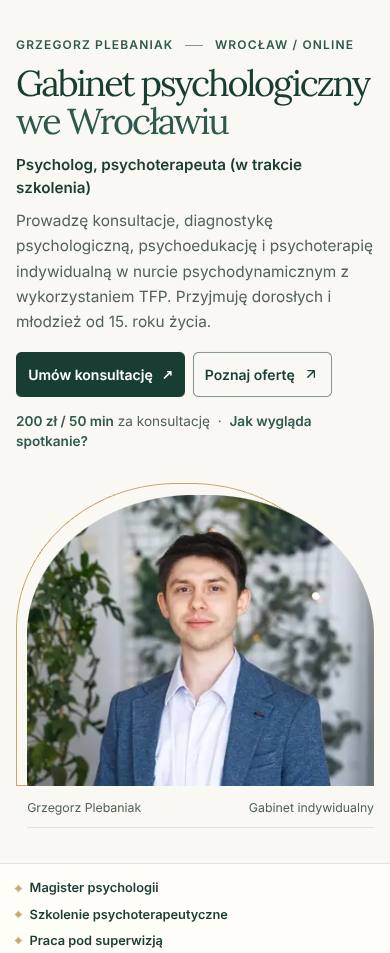 GRZEGORZ PLEBANIAK — WROCŁAW / ONLINE
Gabinet psychologiczny
we Wrocławiu
Psycholog, psychoterapeuta (w trakcie
szkolenia)
Prowadzę konsultacje, diagnostykę
psychologiczną, psychoedukację i psychoterapię
indywidualną w nurcie psychodynamicznym z
wykorzystaniem TFP. Przyjmuję dorosłych i
młodzież od 15. roku życia.
Umów konsultację ↗ Poznaj ofertę ↗
200 zł / 50 min za konsultację · Jak wygląda
spotkanie?
Grzegorz Plebaniak Gabinet indywidualny
Magister psychologii
Szkolenie psychoterapeutyczne
Praca pod superwizją